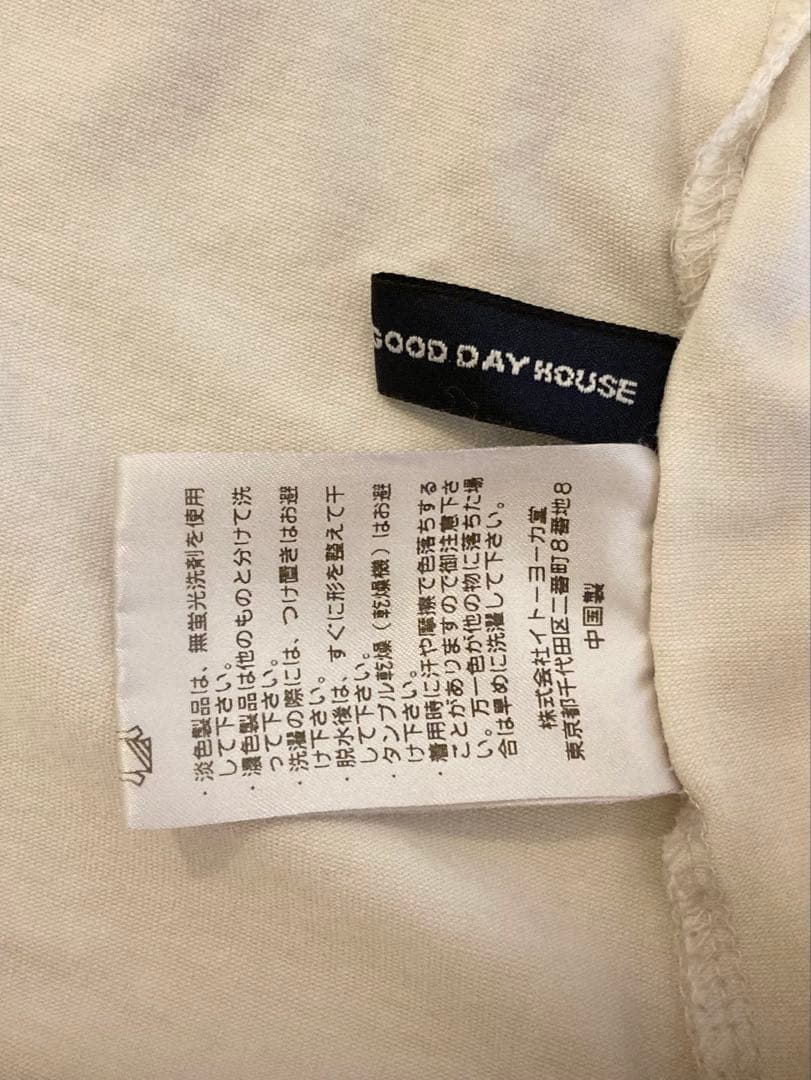 GOOD DAY HOUSE
・淡色製品は、無蛍光洗剤を使用
して下さい。
・濃色製品は他のものと分けて洗
って下さい。
・洗濯の際には、つけ置きはお避
け下さい。
・脱水後は、すぐに形を整えて干
して下さい。
・タンブル乾燥（乾燥機）はお避
け下さい。
・着用時に汗や摩擦で色落ちする
ことがありますので御注意下さ
い。万一色が他の物に落ちた場
合は早めに洗濯して下さい。
株式会社イトーヨーカ堂
東京都千代田区二番町8番地8
中国製